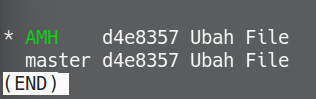 * AMH    d4e8357 Ubah File
  master d4e8357 Ubah File
(END)